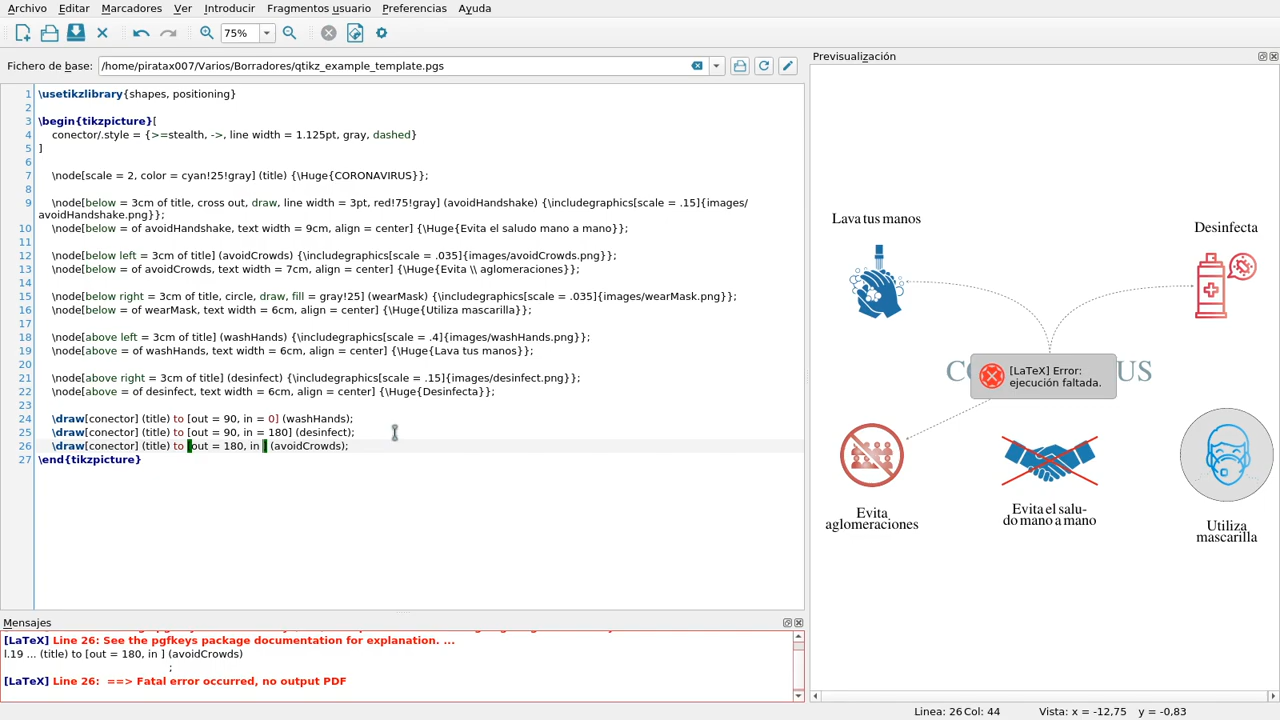 Archivo Editar Marcadores Ver Introducir Fragmentos usuario Preferencias Ayuda
75%
Fichero de base: /home/piratax007/Varios/Borradores/qtikz_example_template.pgs
1 \usetikzlibrary{shapes, positioning}
2
3 \begin{tikzpicture}[
4 conector/.style = {>=stealth, ->, line width = 1.125pt, gray, dashed}
5 ]
6
7 \node[scale = 2, color = cyan!25!gray] (title) {\Huge{CORONAVIRUS}};
8
9 \node[below = 3cm of title, cross out, draw, line width = 3pt, red!75!gray] (avoidHandshake) {\includegraphics[scale = .15]{images/
avoidHandshake.png}};
10 \node[below = of avoidHandshake, text width = 9cm, align = center] {\Huge{Evita el saludo mano a mano}};
11
12 \node[below left = 3cm of title] (avoidCrowds) {\includegraphics[scale = .035]{images/avoidCrowds.png}};
13 \node[below = of avoidCrowds, text width = 7cm, align = center] {\Huge{Evita \\ aglomeraciones}};
14
15 \node[below right = 3cm of title, circle, draw, fill = gray!25] (wearMask) {\includegraphics[scale = .035]{images/wearMask.png}};
16 \node[below = of wearMask, text width = 6cm, align = center] {\Huge{Utiliza mascarilla}};
17
18 \node[above left = 3cm of title] (washHands) {\includegraphics[scale = .4]{images/washHands.png}};
19 \node[above = of washHands, text width = 6cm, align = center] {\Huge{Lava tus manos}};
20
21 \node[above right = 3cm of title] (desinfect) {\includegraphics[scale = .15]{images/desinfect.png}};
22 \node[above = of desinfect, text width = 6cm, align = center] {\Huge{Desinfecta}};
23
24 \draw[conector] (title) to [out = 90, in = 0] (washHands);
25 \draw[conector] (title) to [out = 90, in = 180] (desinfect);
26 \draw[conector] (title) to [out = 180, in ] (avoidCrowds);
27 \end{tikzpicture}
Mensajes
[LaTeX] Line 26: See the pgfkeys package documentation for explanation. ...
l.19 ... (title) to [out = 180, in ] (avoidCrowds)
;
[LaTeX] Line 26: ==> Fatal error occurred, no output PDF
Previsualización
Lava tus manos
Desinfecta
C US
[LaTeX] Error:
ejecución faltada.
Evita
aglomeraciones
Evita el salu-
do mano a mano
Utiliza
mascarilla
Linea: 26 Col: 44 Vista: x = -12,75 y = -0,83